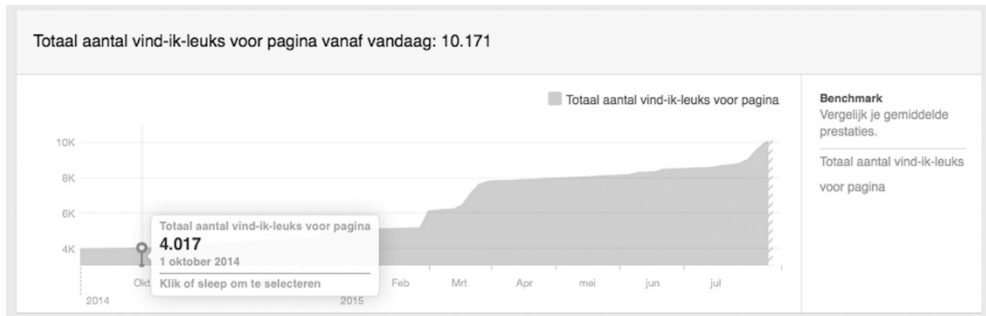 Totaal aantal vind-ik-leuks voor pagina vanaf vandaag: 10.171
Totaal aantal vind-ik-leuks voor pagina
Benchmark
Vergelijk je gemiddelde
prestaties.
Totaal aantal vind-ik-leuks
voor pagina
10K
8K
6K
4K
Totaal aantal vind-ik-leuks voor pagina
4.017
1 oktober 2014
Klik of sleep om te selecteren
Okt
Feb
Mrt
Apr
mei
jun
jul
2014
2015